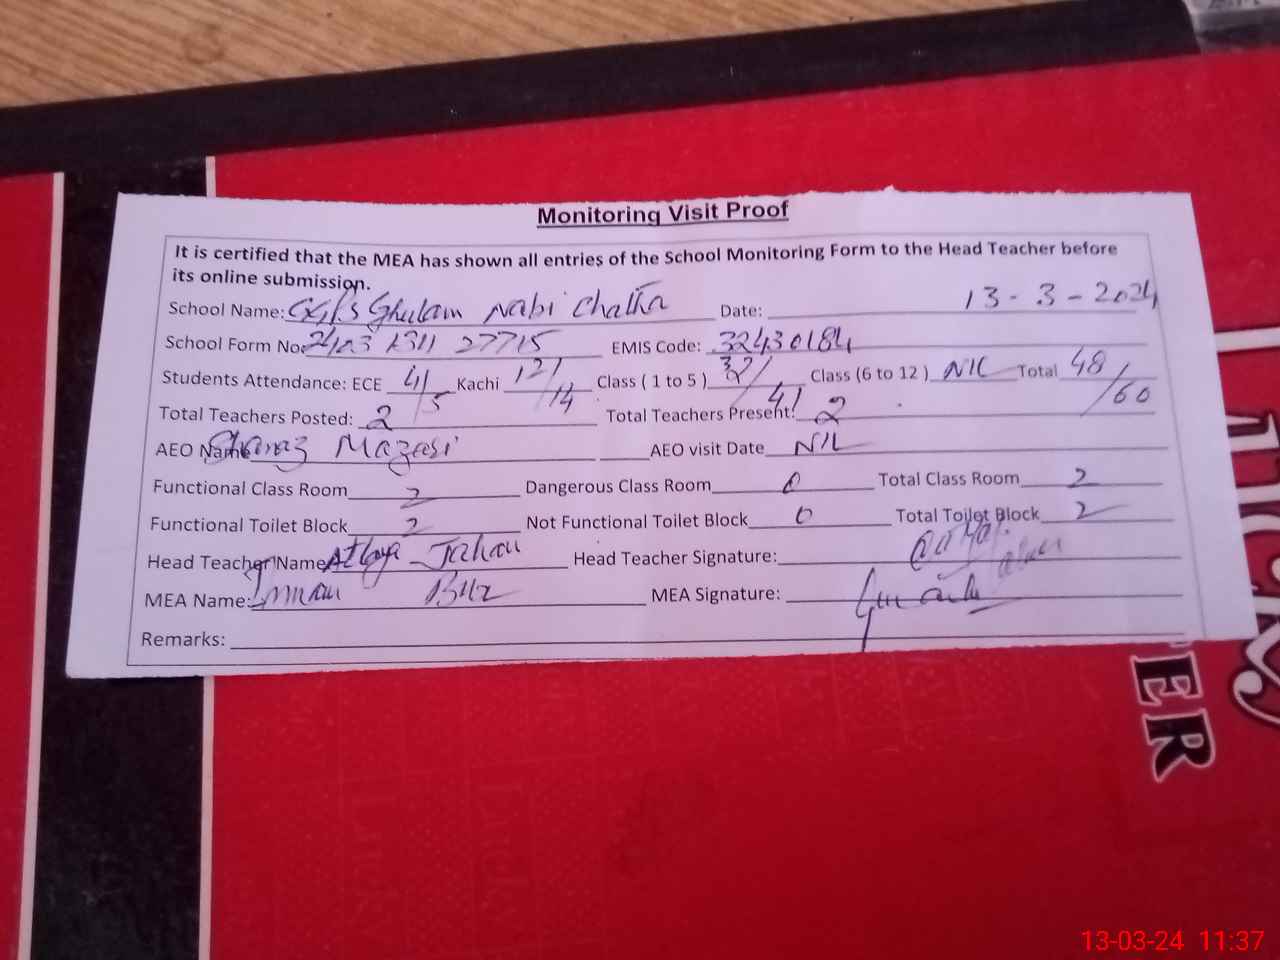 Monitoring Visit Proof
It is certified that the MEA has shown all entries of the School Monitoring Form to the Head Teacher before
its online submission.
School Name: GGPS Ghulam Nabi Chatha Date: 13-3-2024
School Form No: 27715 EMIS Code: 32430184
Students Attendance: ECE 4/5 Kachi 12/14 Class ( 1 to 5 ) 32/41 Class (6 to 12 ) NIL Total 48/60
Total Teachers Posted: 2 Total Teachers Present: 2
AEO Name Mazari AEO visit Date NIL
Functional Class Room 2 Dangerous Class Room 0 Total Class Room 2
Functional Toilet Block 2 Not Functional Toilet Block 0 Total Toilet Block 2
Head Teacher Name Jahan Head Teacher Signature:
MEA Name: Imran MEA Signature:
Remarks:
ER
13-03-24 11:37